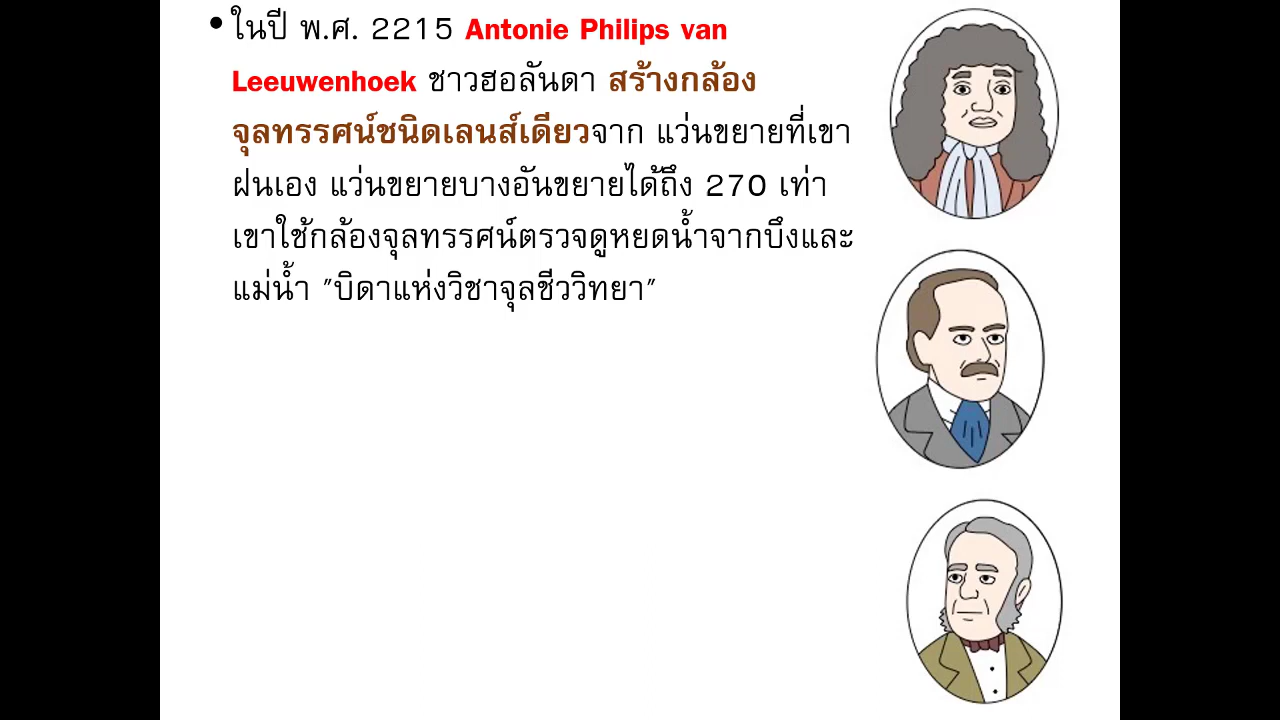 • ในปี พ.ศ. 2215 Antonie Philips van
Leeuwenhoek ชาวฮอลันดา สร้างกล้อง
จุลทรรศน์ชนิดเลนส์เดียวจาก แว่นขยายที่เขา
ฝนเอง แว่นขยายบางอันขยายได้ถึง 270 เท่า
เขาใช้กล้องจุลทรรศน์ตรวจดูหยดน้ำจากบึงและ
แม่น้ำ "บิดาแห่งวิชาจุลชีววิทยา"